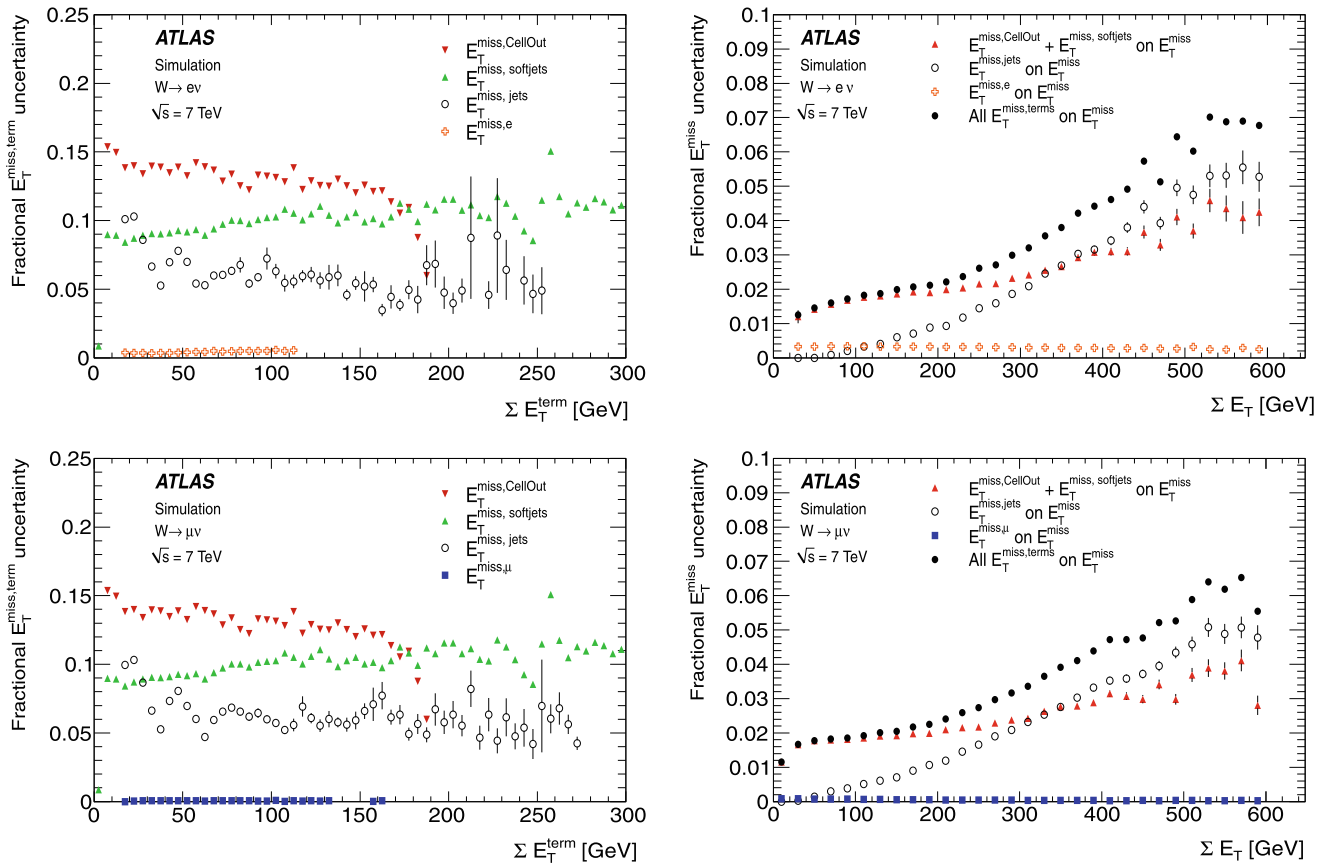 Fractional E_T^{miss,term} uncertainty
0.25
0.2
0.15
0.1
0.05
0
ATLAS
Simulation
W→ eν
√s = 7 TeV
E_T^{miss,CellOut}
E_T^{miss, softjets}
E_T^{miss, jets}
E_T^{miss,e}
0 50 100 150 200 250 300
Σ E_T^{term} [GeV]
Fractional E_T^{miss} uncertainty
0.1
0.09
0.08
0.07
0.06
0.05
0.04
0.03
0.02
0.01
0
ATLAS
Simulation
W→ e ν
√s = 7 TeV
E_T^{miss,CellOut} + E_T^{miss, softjets} on E_T^{miss}
E_T^{miss,jets} on E_T^{miss}
E_T^{miss,e} on E_T^{miss}
All E_T^{miss,terms} on E_T^{miss}
0 100 200 300 400 500 600
Σ E_T [GeV]
Fractional E_T^{miss,term} uncertainty
0.25
0.2
0.15
0.1
0.05
0
ATLAS
Simulation
W→ μν
√s = 7 TeV
E_T^{miss,CellOut}
E_T^{miss, softjets}
E_T^{miss, jets}
E_T^{miss,μ}
0 50 100 150 200 250 300
Σ E_T^{term} [GeV]
Fractional E_T^{miss} uncertainty
0.1
0.09
0.08
0.07
0.06
0.05
0.04
0.03
0.02
0.01
0
ATLAS
Simulation
W → μν
√s = 7 TeV
E_T^{miss,CellOut} + E_T^{miss, softjets} on E_T^{miss}
E_T^{miss,jets} on E_T^{miss}
E_T^{miss,μ} on E_T^{miss}
All E_T^{miss,terms} on E_T^{miss}
0 100 200 300 400 500 600
Σ E_T [GeV]